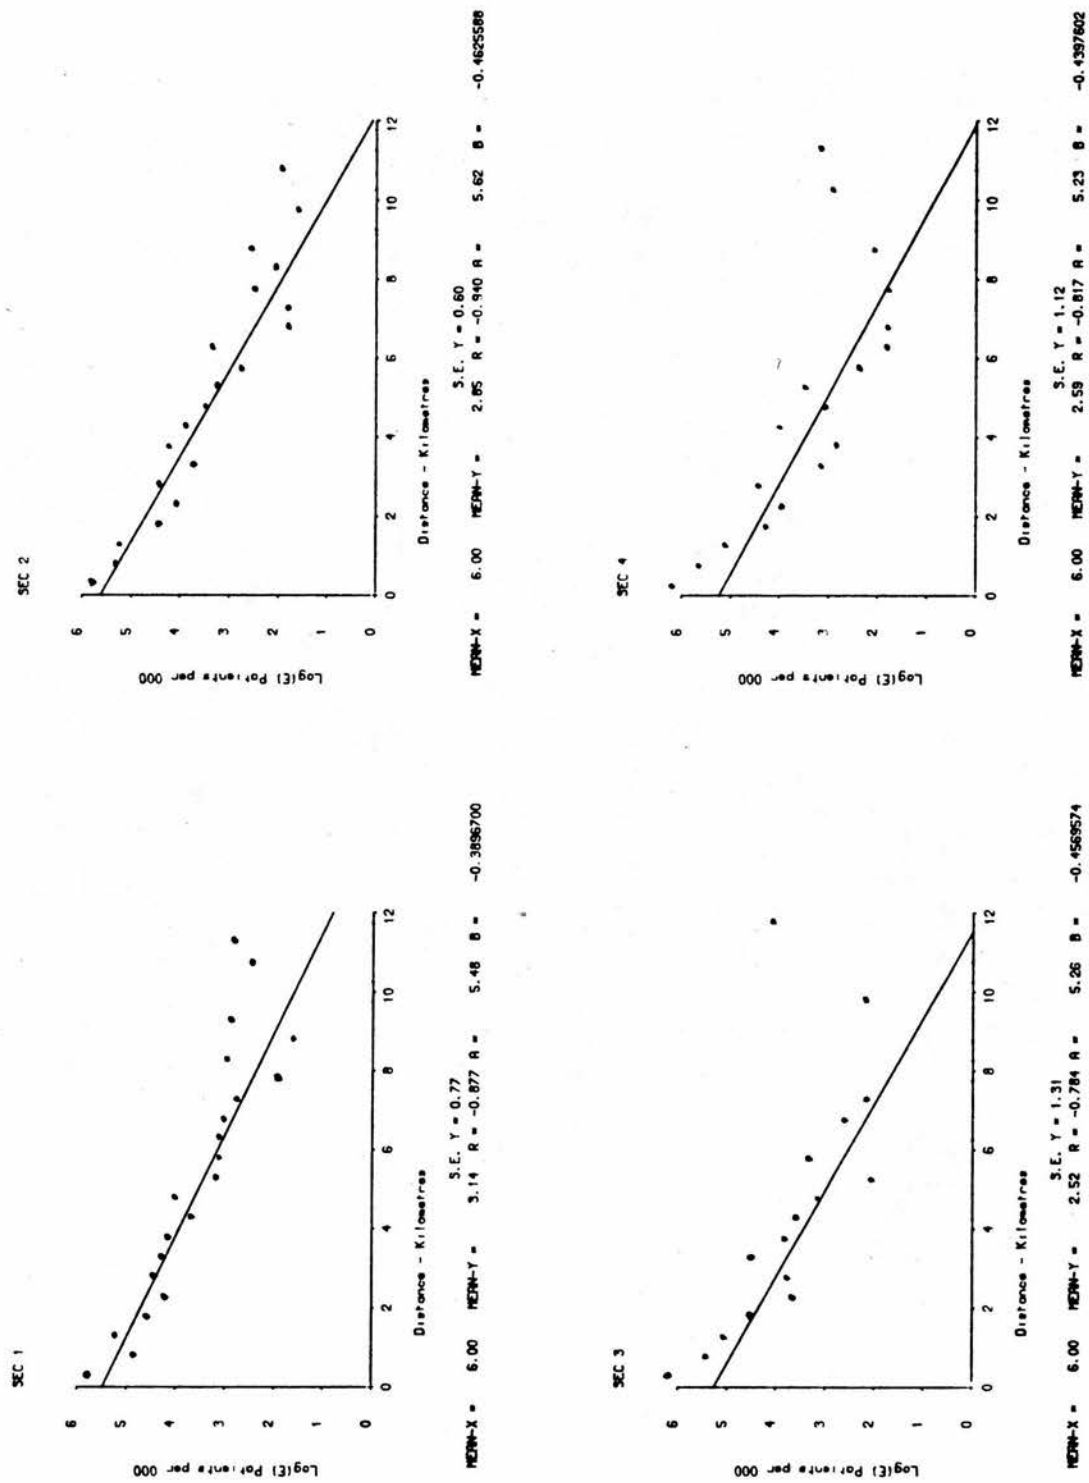 SEC 1
Log(E) Patients per 000
6
5
4
3
2
1
0
0 2 4 6 8 10 12
Distance - Kilometres
S.E. Y = 0.77
MEAN-X = 6.00 MEAN-Y = 3.14 R = -0.877 A = 5.48 B = -0.3896700
SEC 2
Log(E) Patients per 000
6
5
4
3
2
1
0
0 2 4 6 8 10 12
Distance - Kilometres
S.E. Y = 0.60
MEAN-X = 6.00 MEAN-Y = 2.85 R = -0.940 A = 5.62 B = -0.4625588
SEC 3
Log(E) Patients per 000
6
5
4
3
2
1
0
0 2 4 6 8 10 12
Distance - Kilometres
S.E. Y = 1.31
MEAN-X = 6.00 MEAN-Y = 2.52 R = -0.784 A = 5.26 B = -0.4569574
SEC 4
Log(E) Patients per 000
6
5
4
3
2
1
0
0 2 4 6 8 10 12
Distance - Kilometres
S.E. Y = 1.12
MEAN-X = 6.00 MEAN-Y = 2.59 R = -0.817 A = 5.23 B = -0.4397602